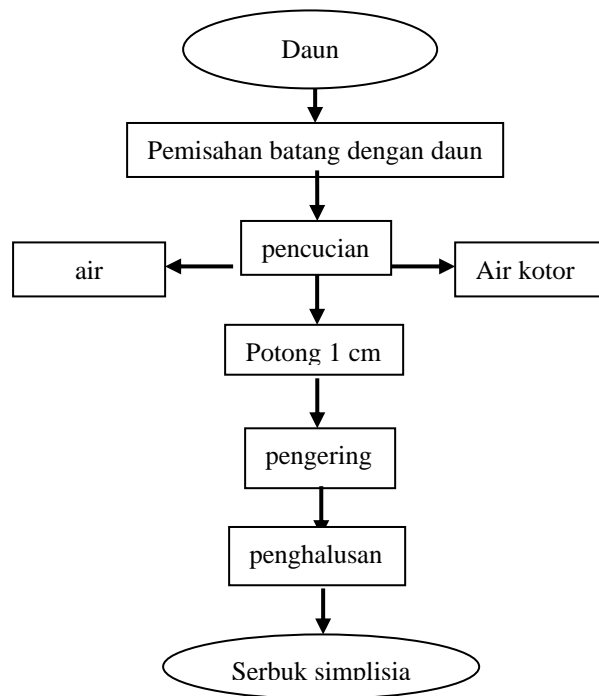 Daun
Pemisahan batang dengan daun
pencucian
air
Air kotor
Potong 1 cm
pengering
penghalusan
Serbuk simplisia